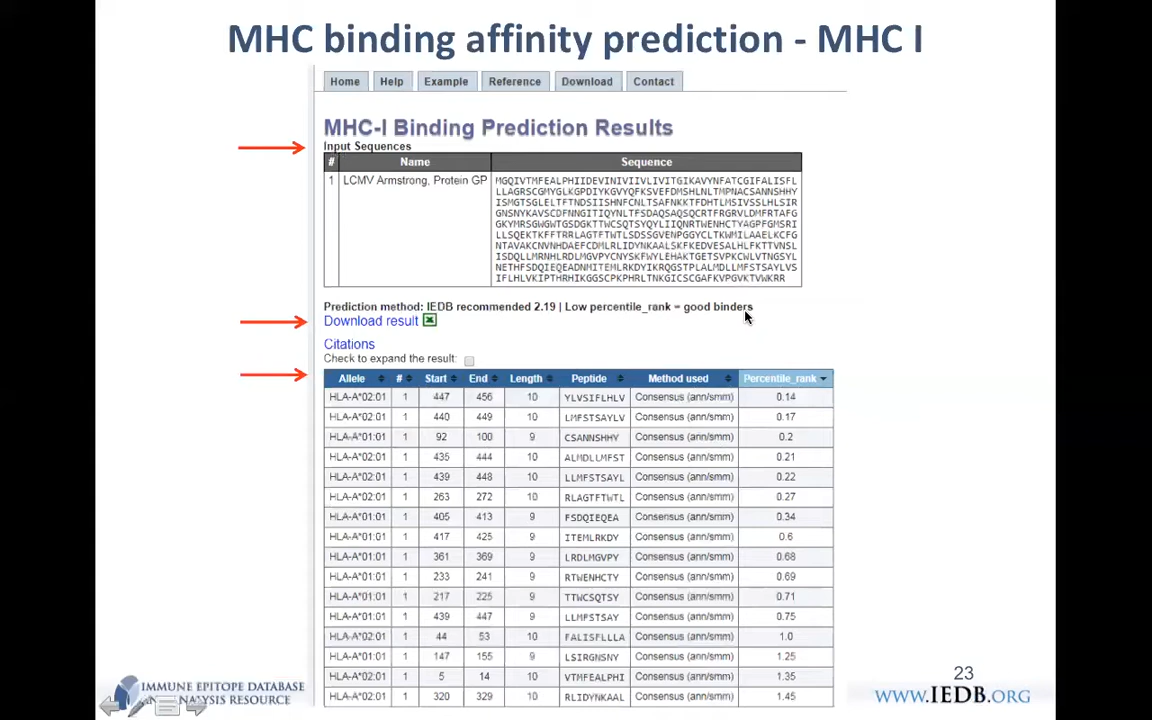 MHC binding affinity prediction - MHC I
Home Help Example Reference Download Contact
MHC-I Binding Prediction Results
Input Sequences
# Name Sequence
1 LCMV Armstrong, Protein GP MGQIVTMFEALPHIIDEVINIVIIVLIVITGIKAVYNFATCGIFALISFL
LLAGRSCGMYGLKGPDIYKGVYQFKSVEFDMSHLNLTMPNACSANNSHHY
ISMGTSGLELTFTNDSIISHNFCNLTSAFNKKTFDHTLMSIVSSLHLSIR
GNSNYKAVSCDFNNGITIQYNLTFSDAQSAQSQCRTFRGRVLDMFRTAFG
GKYMRSGWGWTGSDGKTTWCSQTSYQYLIIQNRTWENHCTYAGPFGMSRI
LLSQEKTKFFTRRLAGTFTWTLSDSSGVENPGGYCLTKWMILAAELKCFG
NTAVAKCNVNHDAEFCDMLRLIDYNKAALSKFKEDVESALHLFKTTVNSL
ISDQLLMRNHLRDLMGVPYCNYSKFWYLEHAKTGETSVPKCWLVTNGSYL
NETHFSDQIEQEADNMITEMLRKDYIKRQGSTPLALMDLLMFSTSAYLVS
IFLHLVKIPTHRHIKGGSCPKPHRLTNKGICSCGAFKVPGVKTVWKRR
Prediction method: IEDB recommended 2.19 | Low percentile_rank = good binders
Download result
Citations
Check to expand the result:
Allele # Start End Length Peptide Method used Percentile_rank
HLA-A*02:01 1 447 456 10 YLVSIFLHLV Consensus (ann/smm) 0.14
HLA-A*02:01 1 440 449 10 LMFSTSAYLV Consensus (ann/smm) 0.17
HLA-A*01:01 1 92 100 9 CSANNSHHY Consensus (ann/smm) 0.2
HLA-A*02:01 1 435 444 10 ALMDLLMFST Consensus (ann/smm) 0.21
HLA-A*02:01 1 439 448 10 LLMFSTSAYL Consensus (ann/smm) 0.22
HLA-A*02:01 1 263 272 10 RLAGTFTWTL Consensus (ann/smm) 0.27
HLA-A*01:01 1 405 413 9 FSDQIEQEA Consensus (ann/smm) 0.34
HLA-A*01:01 1 417 425 9 ITEMLRKDY Consensus (ann/smm) 0.6
HLA-A*01:01 1 361 369 9 LRDLMGVPY Consensus (ann/smm) 0.68
HLA-A*01:01 1 233 241 9 RTWENHCTY Consensus (ann/smm) 0.69
HLA-A*01:01 1 217 225 9 TTWCSQTSY Consensus (ann/smm) 0.71
HLA-A*01:01 1 439 447 9 LLMFSTSAY Consensus (ann/smm) 0.75
HLA-A*02:01 1 44 53 10 FALISFLLLA Consensus (ann/smm) 1.0
HLA-A*01:01 1 147 155 9 LSIRGNSNY Consensus (ann/smm) 1.25
HLA-A*02:01 1 5 14 10 VTMFEALPHI Consensus (ann/smm) 1.35
HLA-A*02:01 1 320 329 10 RLIDYNKAAL Consensus (ann/smm) 1.45
IMMUNE EPITOPE DATABASE
ANALYSIS RESOURCE
23
WWW.IEDB.ORG